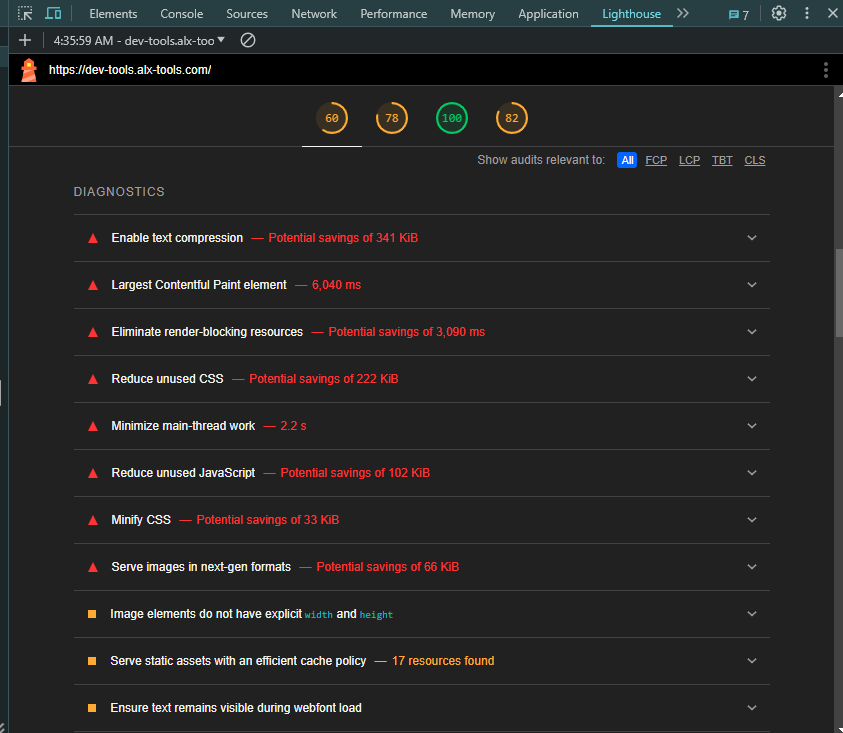 Elements Console Sources Network Performance Memory Application Lighthouse 7
4:35:59 AM - dev-tools.alx-too
https://dev-tools.alx-tools.com/
60 78 100 82
Show audits relevant to: All FCP LCP TBT CLS
DIAGNOSTICS
Enable text compression — Potential savings of 341 KiB
Largest Contentful Paint element — 6,040 ms
Eliminate render-blocking resources — Potential savings of 3,090 ms
Reduce unused CSS — Potential savings of 222 KiB
Minimize main-thread work — 2.2 s
Reduce unused JavaScript — Potential savings of 102 KiB
Minify CSS — Potential savings of 33 KiB
Serve images in next-gen formats — Potential savings of 66 KiB
Image elements do not have explicit width and height
Serve static assets with an efficient cache policy — 17 resources found
Ensure text remains visible during webfont load